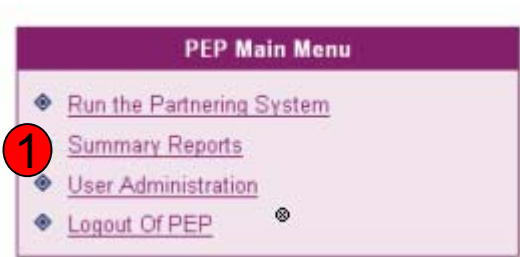 PEP Main Menu
Run the Partnering System
1 Summary Reports
User Administration
Logout Of PEP